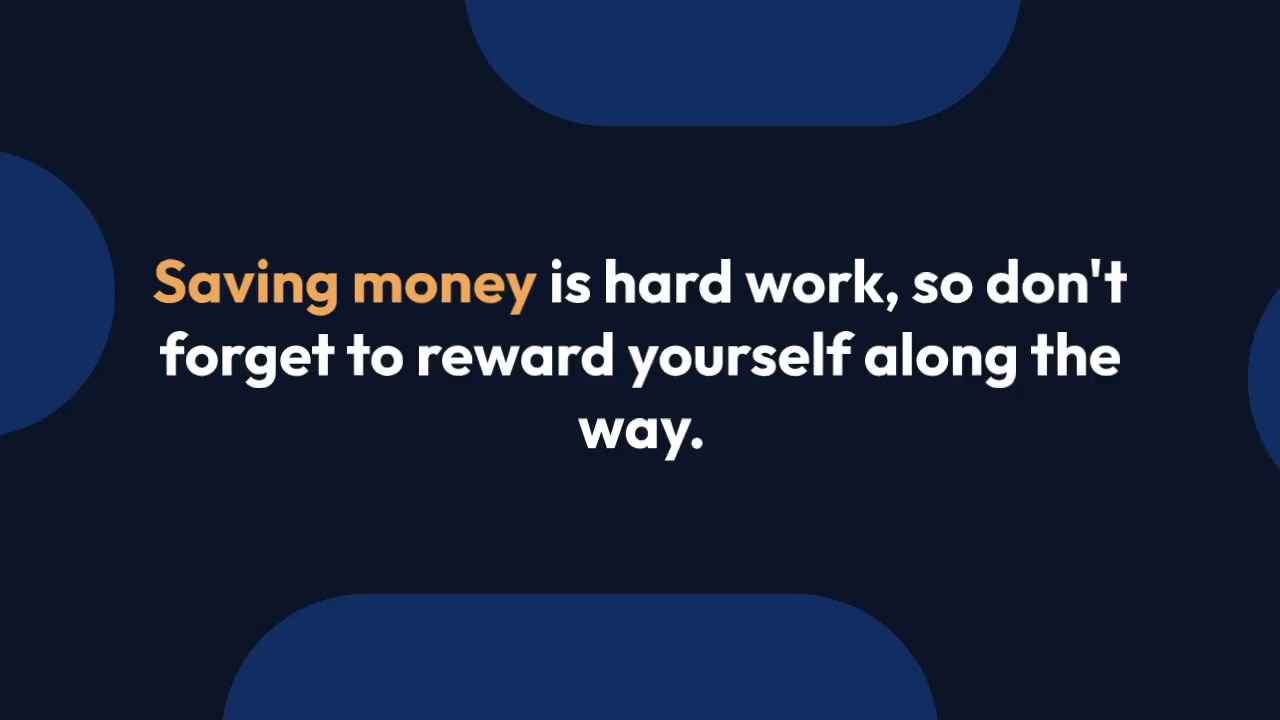 Saving money is hard work, so don't
forget to reward yourself along the
way.